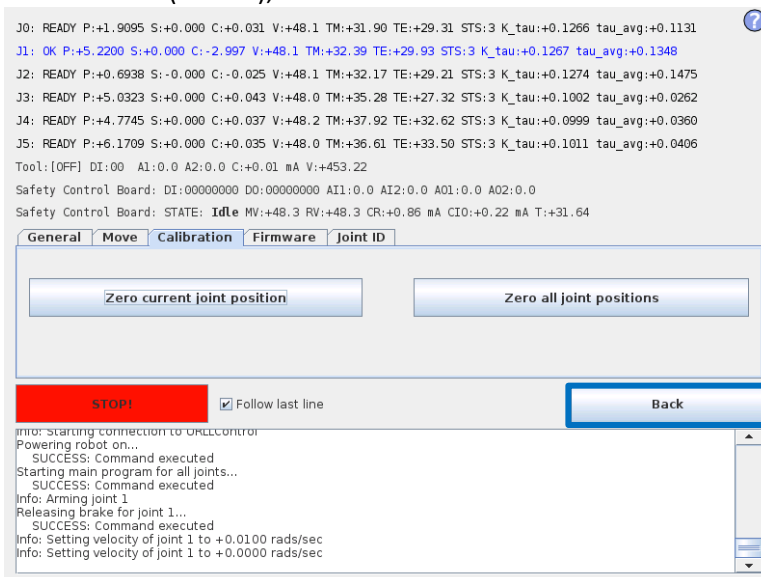 J0: READY P:+1.9095 S:+0.000 C:+0.031 V:+48.1 TM:+31.90 TE:+29.31 STS:3 K_tau:+0.1266 tau_avg:+0.1131
?
J1: OK P:+5.2200 S:+0.000 C:-2.997 V:+48.1 TM:+32.39 TE:+29.93 STS:3 K_tau:+0.1267 tau_avg:+0.1348
J2: READY P:+0.6938 S:-0.000 C:-0.025 V:+48.1 TM:+32.17 TE:+29.21 STS:3 K_tau:+0.1274 tau_avg:+0.1475
J3: READY P:+5.0323 S:+0.000 C:+0.043 V:+48.0 TM:+35.28 TE:+27.32 STS:3 K_tau:+0.1002 tau_avg:+0.0262
J4: READY P:+4.7745 S:+0.000 C:+0.037 V:+48.2 TM:+37.92 TE:+32.62 STS:3 K_tau:+0.0999 tau_avg:+0.0360
J5: READY P:+6.1709 S:+0.000 C:+0.035 V:+48.0 TM:+36.61 TE:+33.50 STS:3 K_tau:+0.1011 tau_avg:+0.0406
Tool:[OFF] DI:00 A1:0.0 A2:0.0 C:+0.01 mA V:+453.22
Safety Control Board: DI:00000000 DO:00000000 AI1:0.0 AI2:0.0 AO1:0.0 AO2:0.0
Safety Control Board: STATE: Idle MV:+48.3 RV:+48.3 CR:+0.86 mA CIO:+0.22 mA T:+31.64
General Move Calibration Firmware Joint ID
Zero current joint position Zero all joint positions
STOP! Follow last line Back
Info: Starting connection to URLLControl
Powering robot on...
SUCCESS: Command executed
Starting main program for all joints...
SUCCESS: Command executed
Info: Arming joint 1
Releasing brake for joint 1...
SUCCESS: Command executed
Info: Setting velocity of joint 1 to +0.0100 rads/sec
Info: Setting velocity of joint 1 to +0.0000 rads/sec